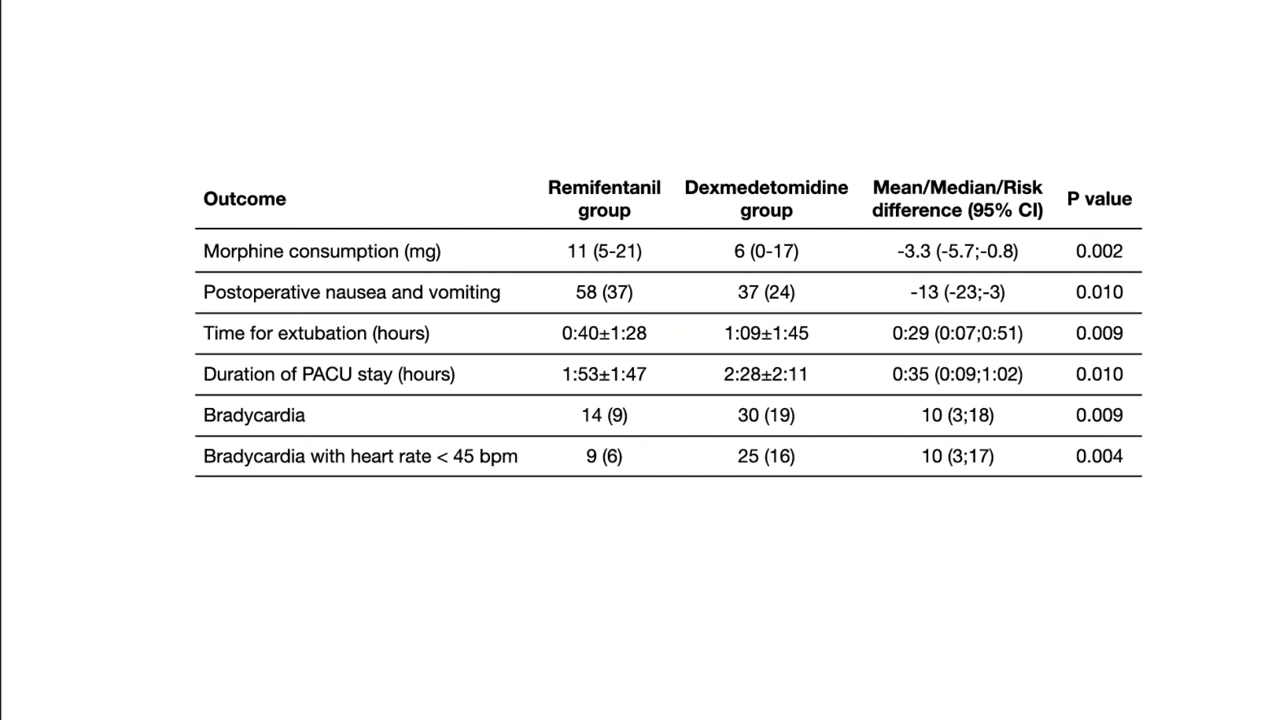 Outcome Remifentanil group Dexmedetomidine group Mean/Median/Risk difference (95% CI) P value
Morphine consumption (mg) 11 (5-21) 6 (0-17) -3.3 (-5.7;-0.8) 0.002
Postoperative nausea and vomiting 58 (37) 37 (24) -13 (-23;-3) 0.010
Time for extubation (hours) 0:40±1:28 1:09±1:45 0:29 (0:07;0:51) 0.009
Duration of PACU stay (hours) 1:53±1:47 2:28±2:11 0:35 (0:09;1:02) 0.010
Bradycardia 14 (9) 30 (19) 10 (3;18) 0.009
Bradycardia with heart rate < 45 bpm 9 (6) 25 (16) 10 (3;17) 0.004